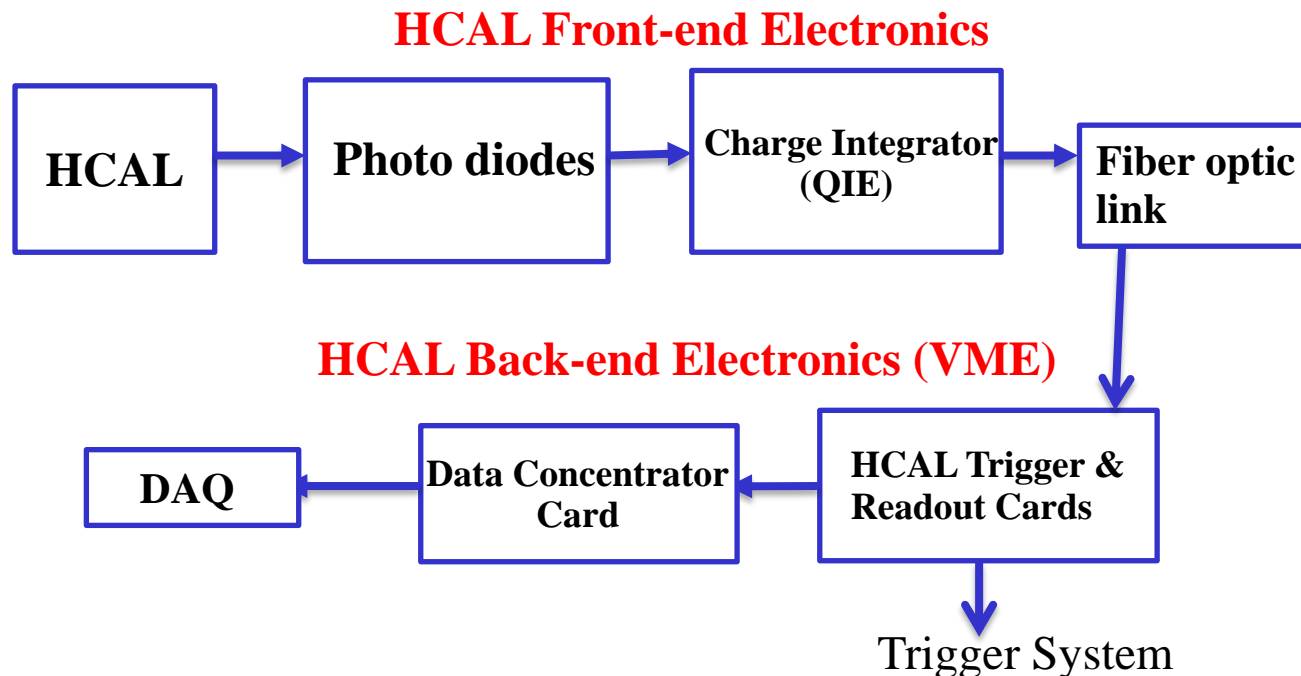 HCAL Front-end Electronics
HCAL
Photo diodes
Charge Integrator
(QIE)
Fiber optic
link
HCAL Back-end Electronics (VME)
DAQ
Data Concentrator
Card
HCAL Trigger &
Readout Cards
Trigger System